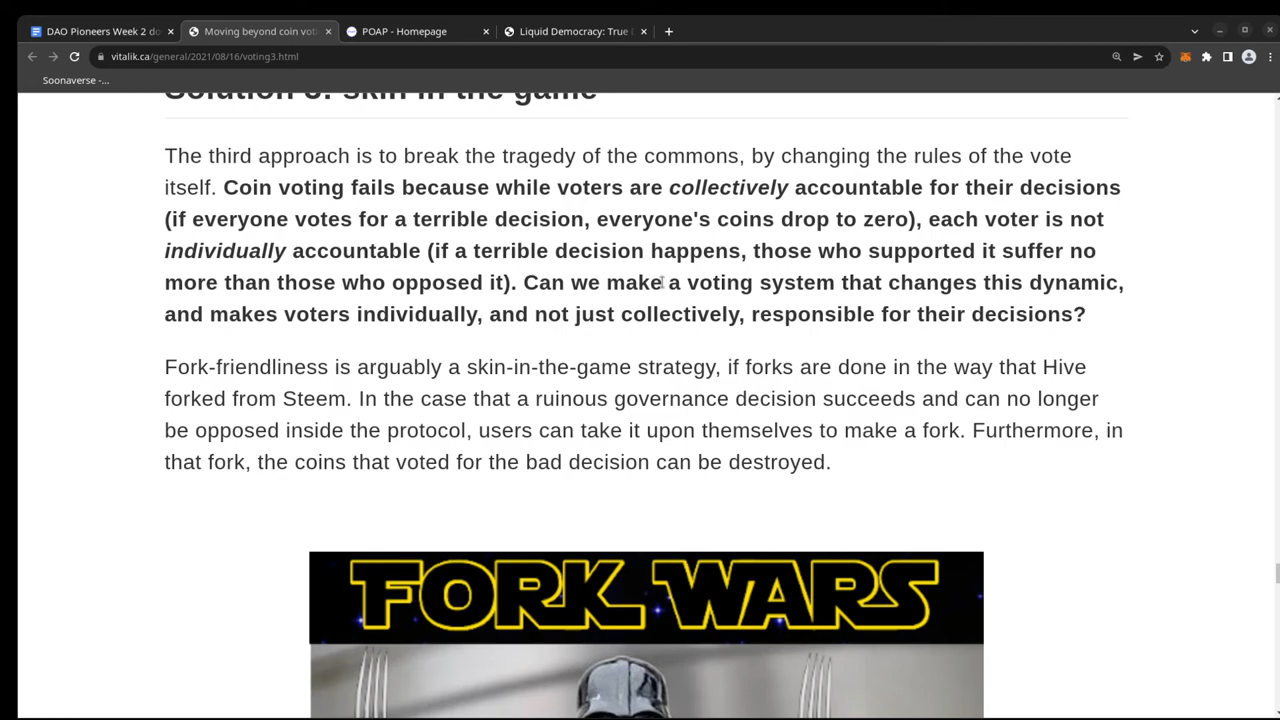 DAO Pioneers Week 2 do
Moving beyond coin voti
POAP - Homepage
Liquid Democracy: True D
vitalik.ca/general/2021/08/16/voting3.html
Soonaverse -...
Solution 3: skin in the game
The third approach is to break the tragedy of the commons, by changing the rules of the vote
itself. Coin voting fails because while voters are collectively accountable for their decisions
(if everyone votes for a terrible decision, everyone's coins drop to zero), each voter is not
individually accountable (if a terrible decision happens, those who supported it suffer no
more than those who opposed it). Can we make a voting system that changes this dynamic,
and makes voters individually, and not just collectively, responsible for their decisions?
Fork-friendliness is arguably a skin-in-the-game strategy, if forks are done in the way that Hive
forked from Steem. In the case that a ruinous governance decision succeeds and can no longer
be opposed inside the protocol, users can take it upon themselves to make a fork. Furthermore, in
that fork, the coins that voted for the bad decision can be destroyed.
FORK WARS